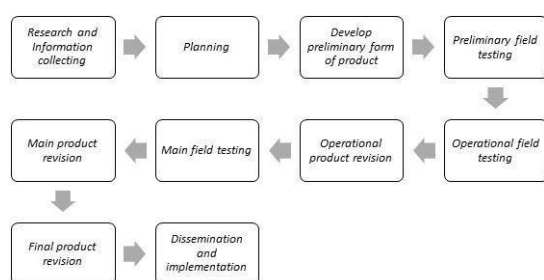 Research and
Information
collecting
Planning
Develop
preliminary form
of product
Preliminary field
testing
Operational field
testing
Operational
product revision
Main field testing
Main product
revision
Final product
revision
Dissemination
and
implementation